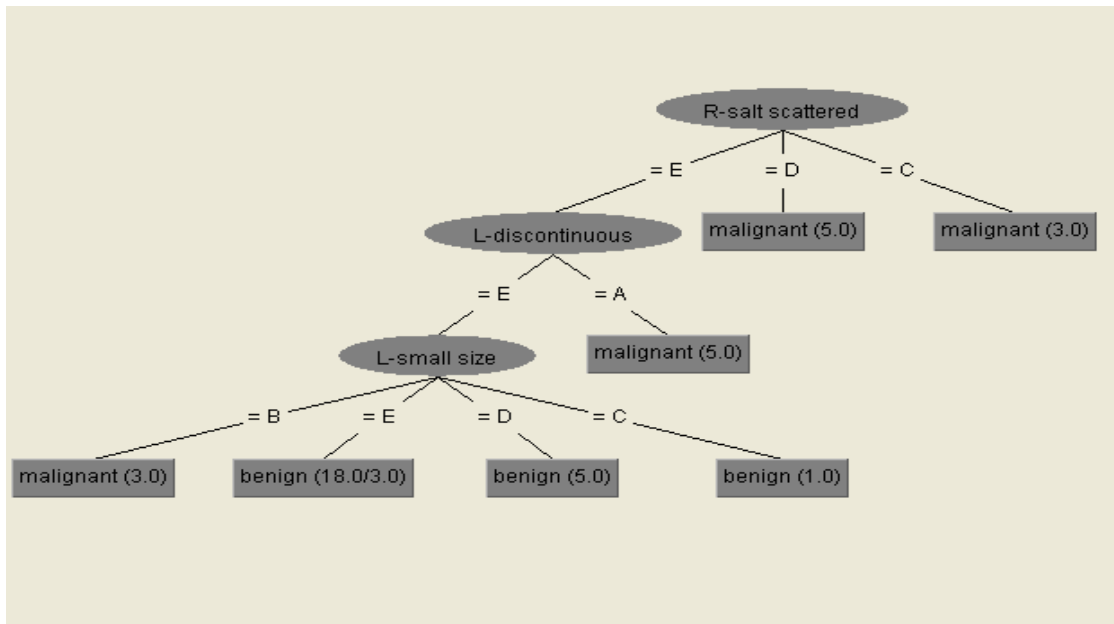 R-salt scattered
= E
= D
= C
L-discontinuous
malignant (5.0)
malignant (3.0)
= E
= A
L-small size
malignant (5.0)
= B
= E
= D
= C
malignant (3.0)
benign (18.0/3.0)
benign (5.0)
benign (1.0)